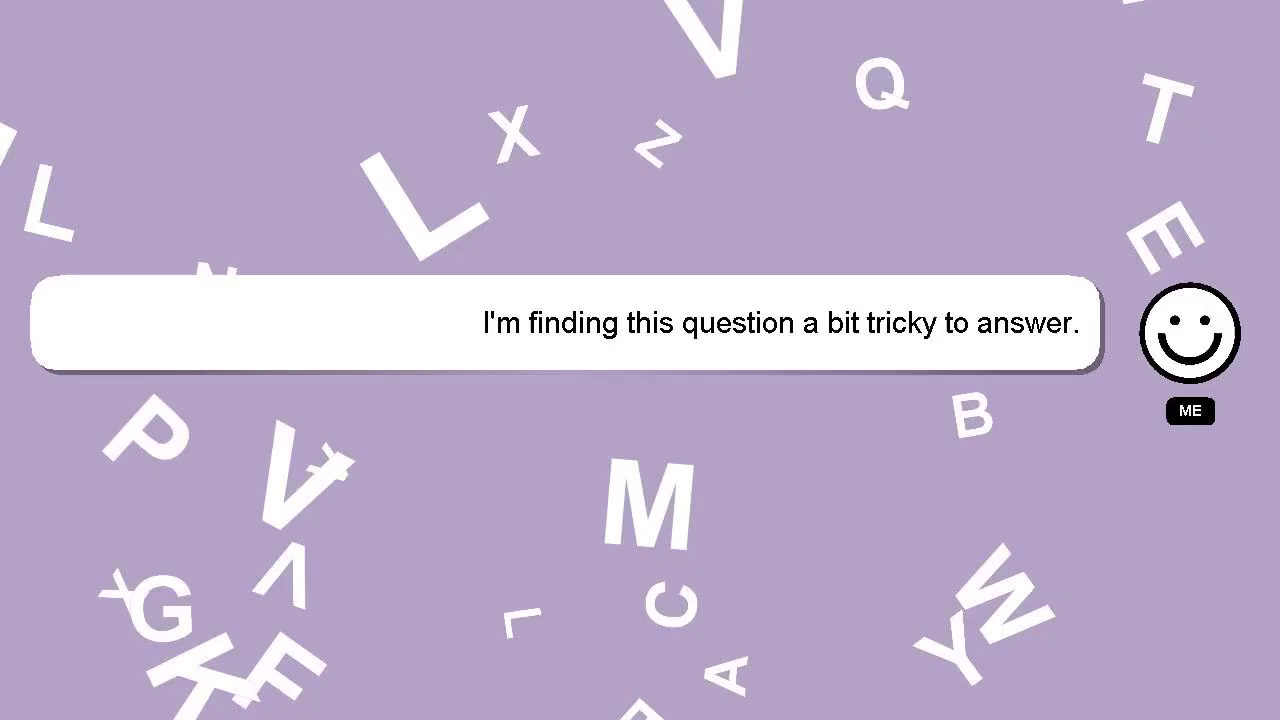 V
Q
T
X
Z
L
L
E
N
I'm finding this question a bit tricky to answer.
ME
B
P
V
M
V
G
X
C
L
W
Y
K
F
A